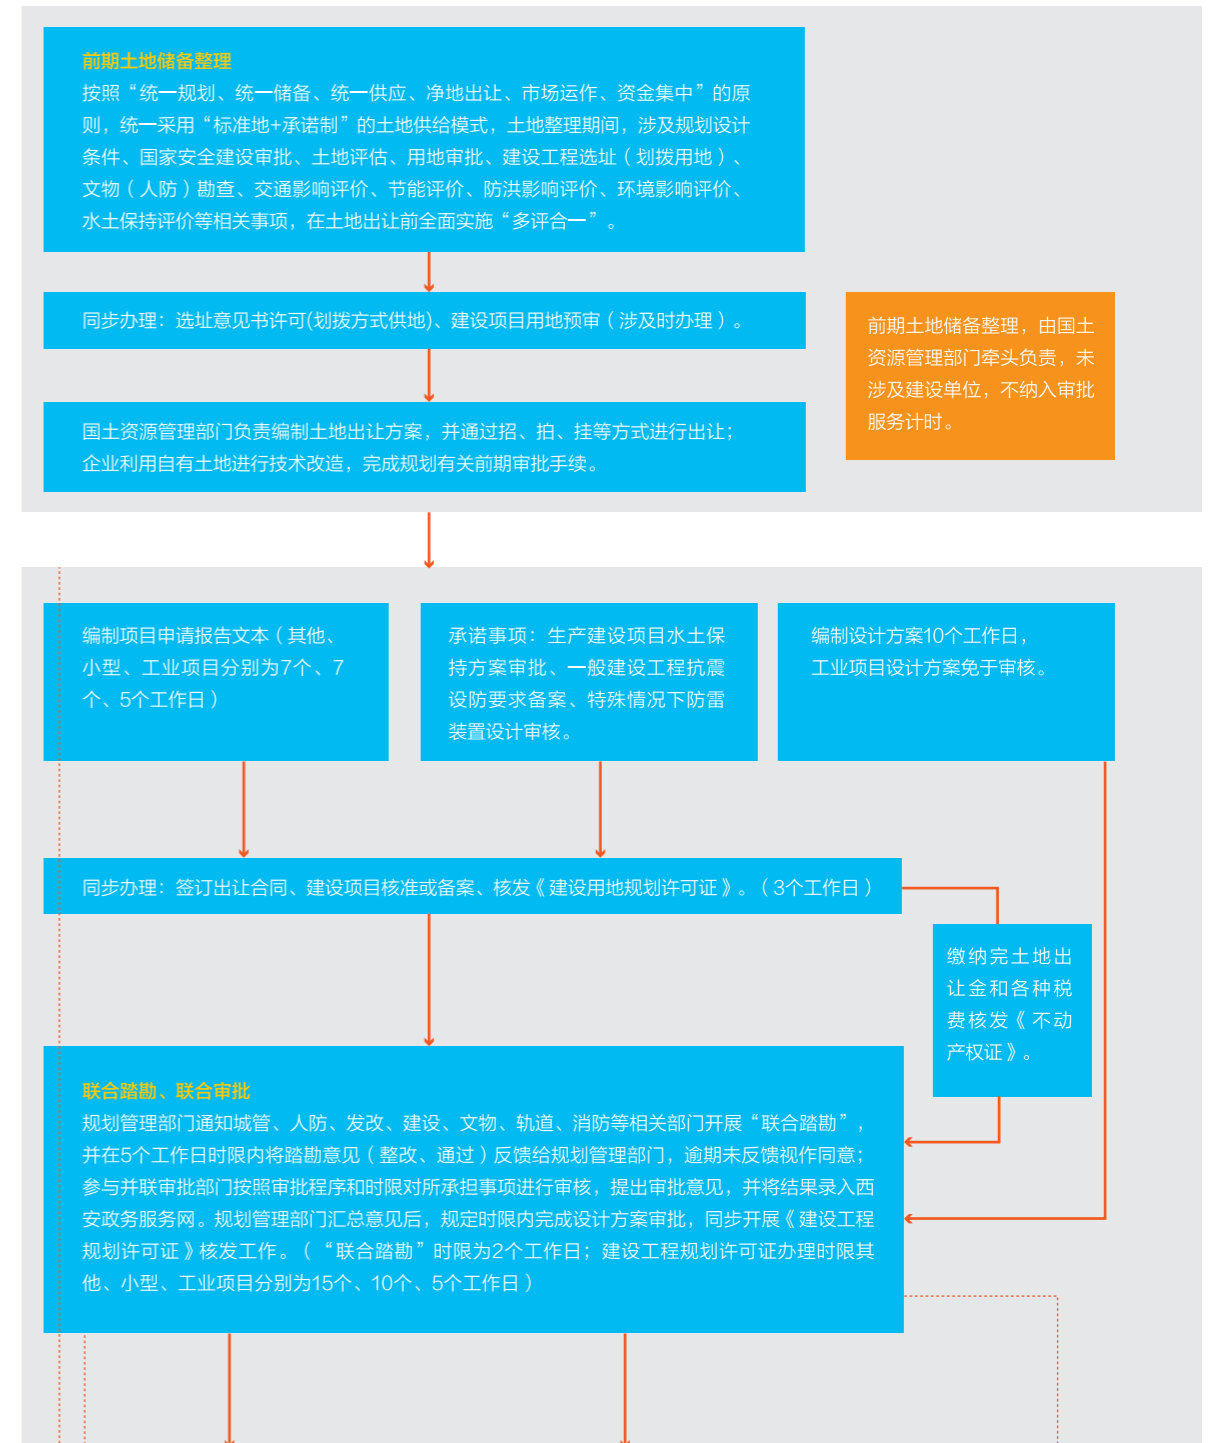 前期土地储备整理
按照“统一规划、统一储备、统一供应、净地出让、市场运作、资金集中”的原
则，统一采用“标准地+承诺制”的土地供给模式，土地整理期间，涉及规划设计
条件、国家安全建设审批、土地评估、用地审批、建设工程选址（划拨用地）、
文物（人防）勘查、交通影响评价、节能评价、防洪影响评价、环境影响评价、
水土保持评价等相关事项，在土地出让前全面实施“多评合一”。
同步办理：选址意见书许可(划拨方式供地)、建设项目用地预审（涉及时办理）。
国土资源管理部门负责编制土地出让方案，并通过招、拍、挂等方式进行出让；
企业利用自有土地进行技术改造，完成规划有关前期审批手续。
前期土地储备整理，由国土
资源管理部门牵头负责，未
涉及建设单位，不纳入审批
服务计时。
编制项目申请报告文本（其他、
小型、工业项目分别为7个、7
个、5个工作日）
承诺事项：生产建设项目水土保
持方案审批、一般建设工程抗震
设防要求备案、特殊情况下防雷
装置设计审核。
编制设计方案10个工作日，
工业项目设计方案免于审核。
同步办理：签订出让合同、建设项目核准或备案、核发《建设用地规划许可证》。（3个工作日）
缴纳完土地出
让金和各种税
费核发《不动
产权证》。
联合踏勘、联合审批
规划管理部门通知城管、人防、发改、建设、文物、轨道、消防等相关部门开展“联合踏勘”，
并在5个工作日时限内将踏勘意见（整改、通过）反馈给规划管理部门，逾期未反馈视作同意；
参与并联审批部门按照审批程序和时限对所承担事项进行审核，提出审批意见，并将结果录入西
安政务服务网。规划管理部门汇总意见后，规定时限内完成设计方案审批，同步开展《建设工程
规划许可证》核发工作。（“联合踏勘”时限为2个工作日；建设工程规划许可证办理时限其
他、小型、工业项目分别为15个、10个、5个工作日）